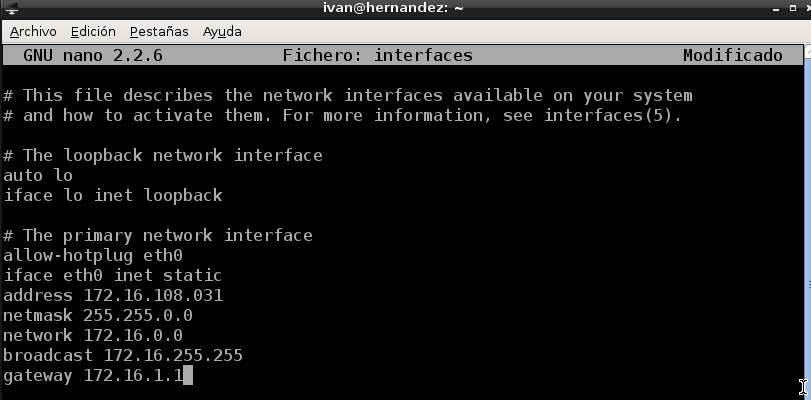 ivan@hernandez: ~
Archivo Edición Pestañas Ayuda
GNU nano 2.2.6 Fichero: interfaces Modificado
# This file describes the network interfaces available on your system
# and how to activate them. For more information, see interfaces(5).
# The loopback network interface
auto lo
iface lo inet loopback
# The primary network interface
allow-hotplug eth0
iface eth0 inet static
address 172.16.108.031
netmask 255.255.0.0
network 172.16.0.0
broadcast 172.16.255.255
gateway 172.16.1.1